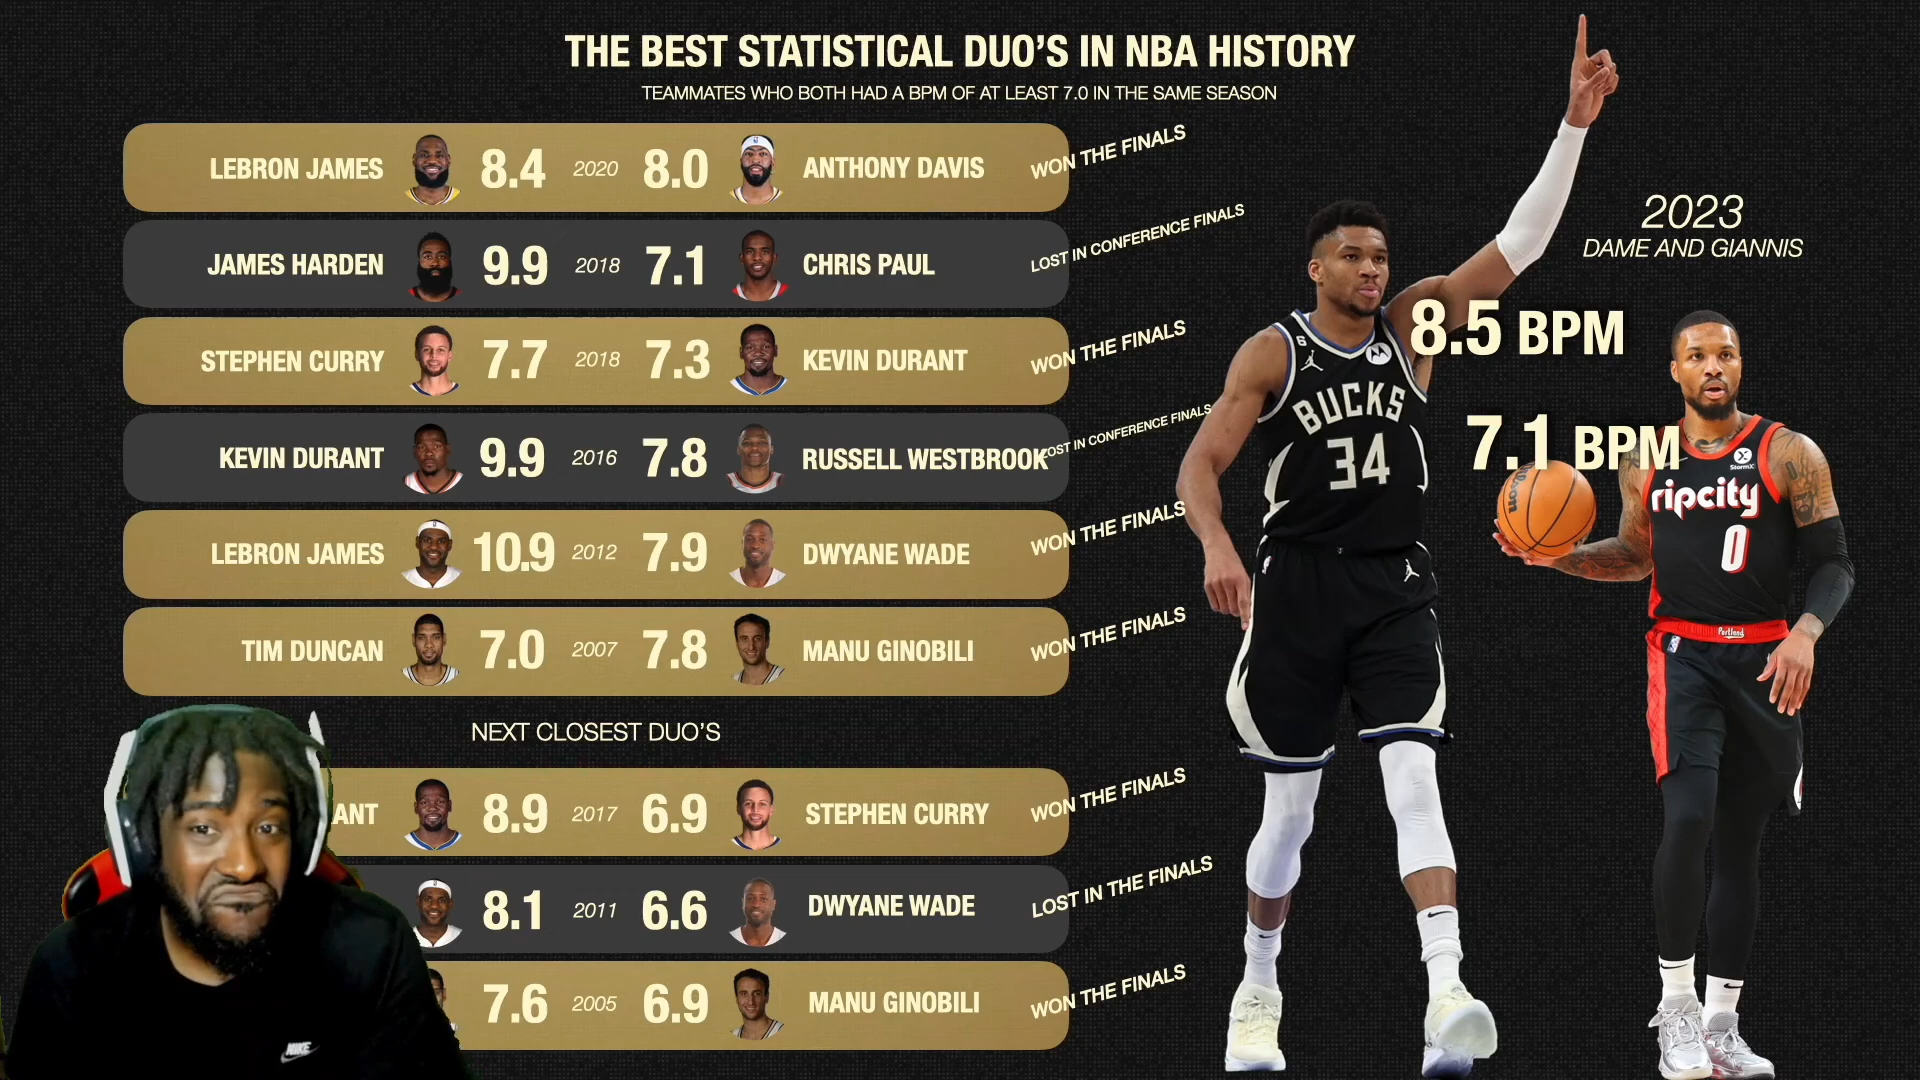 THE BEST STATISTICAL DUO'S IN NBA HISTORY
TEAMMATES WHO BOTH HAD A BPM OF AT LEAST 7.0 IN THE SAME SEASON
LEBRON JAMES 8.4 2020 8.0 ANTHONY DAVIS WON THE FINALS
JAMES HARDEN 9.9 2018 7.1 CHRIS PAUL LOST IN CONFERENCE FINALS
STEPHEN CURRY 7.7 2018 7.3 KEVIN DURANT WON THE FINALS
KEVIN DURANT 9.9 2016 7.8 RUSSELL WESTBROOK LOST IN CONFERENCE FINALS
LEBRON JAMES 10.9 2012 7.9 DWYANE WADE WON THE FINALS
TIM DUNCAN 7.0 2007 7.8 MANU GINOBILI WON THE FINALS
NEXT CLOSEST DUO'S
ANT 8.9 2017 6.9 STEPHEN CURRY WON THE FINALS
8.1 2011 6.6 DWYANE WADE LOST IN THE FINALS
7.6 2005 6.9 MANU GINOBILI WON THE FINALS
2023
DAME AND GIANNIS
8.5 BPM
7.1 BPM
6
BUCKS
34
StormX
ripcity
0
Portland
NIKE